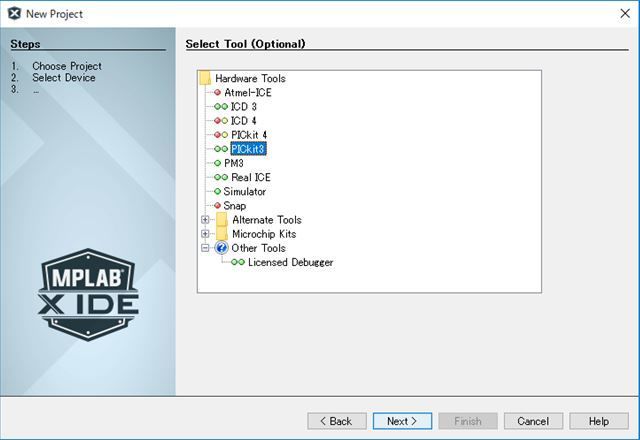 New Project
Steps
1. Choose Project
2. Select Device
3. ...
Select Tool (Optional)
Hardware Tools
Atmel-ICE
ICD 3
ICD 4
PICkit 4
PICkit3
PM3
Real ICE
Simulator
Snap
Alternate Tools
Microchip Kits
Other Tools
Licensed Debugger
MPLAB®
X IDE
< Back
Next >
Finish
Cancel
Help